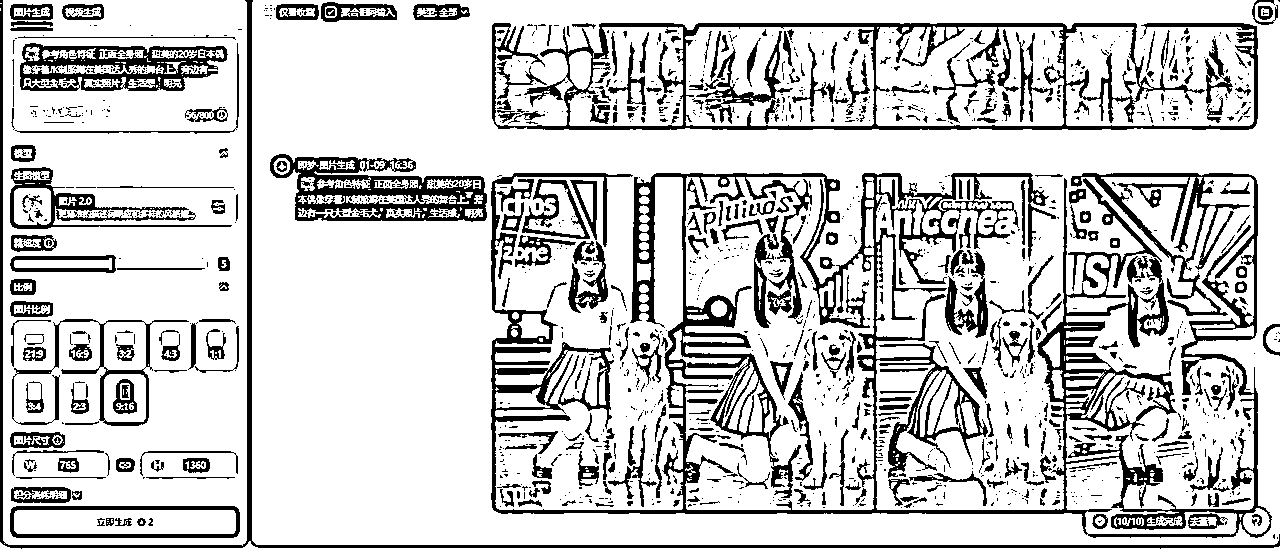 图片生成 视频生成
参考角色特征 正面全身照，甜美的20岁日本偶
像穿着JK制服蹲在美国达人秀的舞台上，旁边有一
只大型金毛犬，真实照片，生活感，明亮
56/800
模型
生图模型
图片 2.0
精细度
5
比例
图片比例
21:9 16:9 3:2 4:3 1:1
3:4 2:3 9:16
图片尺寸
W 765 H 1360
积分消耗明细
立即生成 2
仅看收藏 聚合相同输入 类型: 全部
即梦·图片生成 01-09 16:36
参考角色特征 正面全身照，甜美的20岁日
本偶像穿着JK制服蹲在美国达人秀的舞台上，旁
边有一只大型金毛犬，真实照片，生活感，明亮
(10/10) 生成完成 去查看